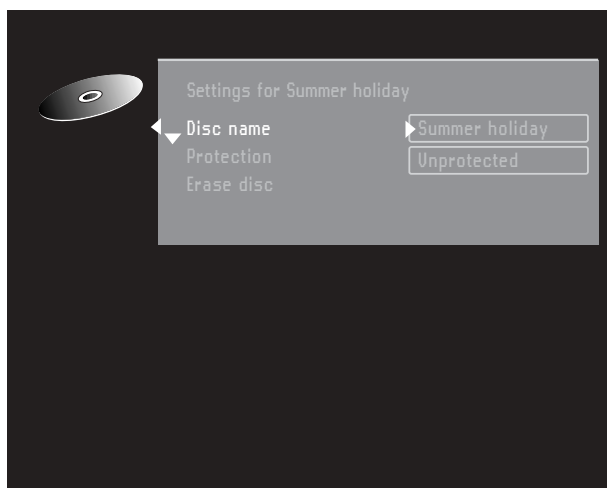 Settings for Summer holiday
Disc name Summer holiday
Protection Unprotected
Erase disc